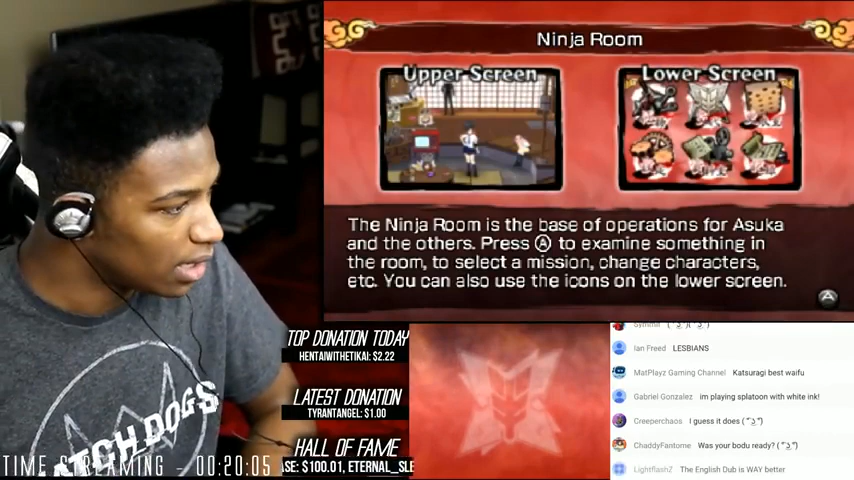 Ninja Room
Upper Screen
Lower Screen
The Ninja Room is the base of operations for Asuka
and the others. Press Ⓐ to examine something in
the room, to select a mission, change characters,
etc. You can also use the icons on the lower screen.
A
TOP DONATION TODAY
HENTAIWITHETIKAI: $2.22
LATEST DONATION
TYRANTANGEL: $1.00
HALL OF FAME
ASE: $100.01, ETERNAL_SLE
TCH DOGS
TIME STREAMING - 00:20:05
Ian Freed LESBIANS
MatPlayz Gaming Channel Katsuragi best waifu
Gabriel Gonzalez im playing splatoon with white ink!
Creeperchaos I guess it does ( ͡° ͜ʖ ͡°)
ChaddyFantome Was your bodu ready? ( ͡° ͜ʖ ͡°)
LightflashZ The English Dub is WAY better